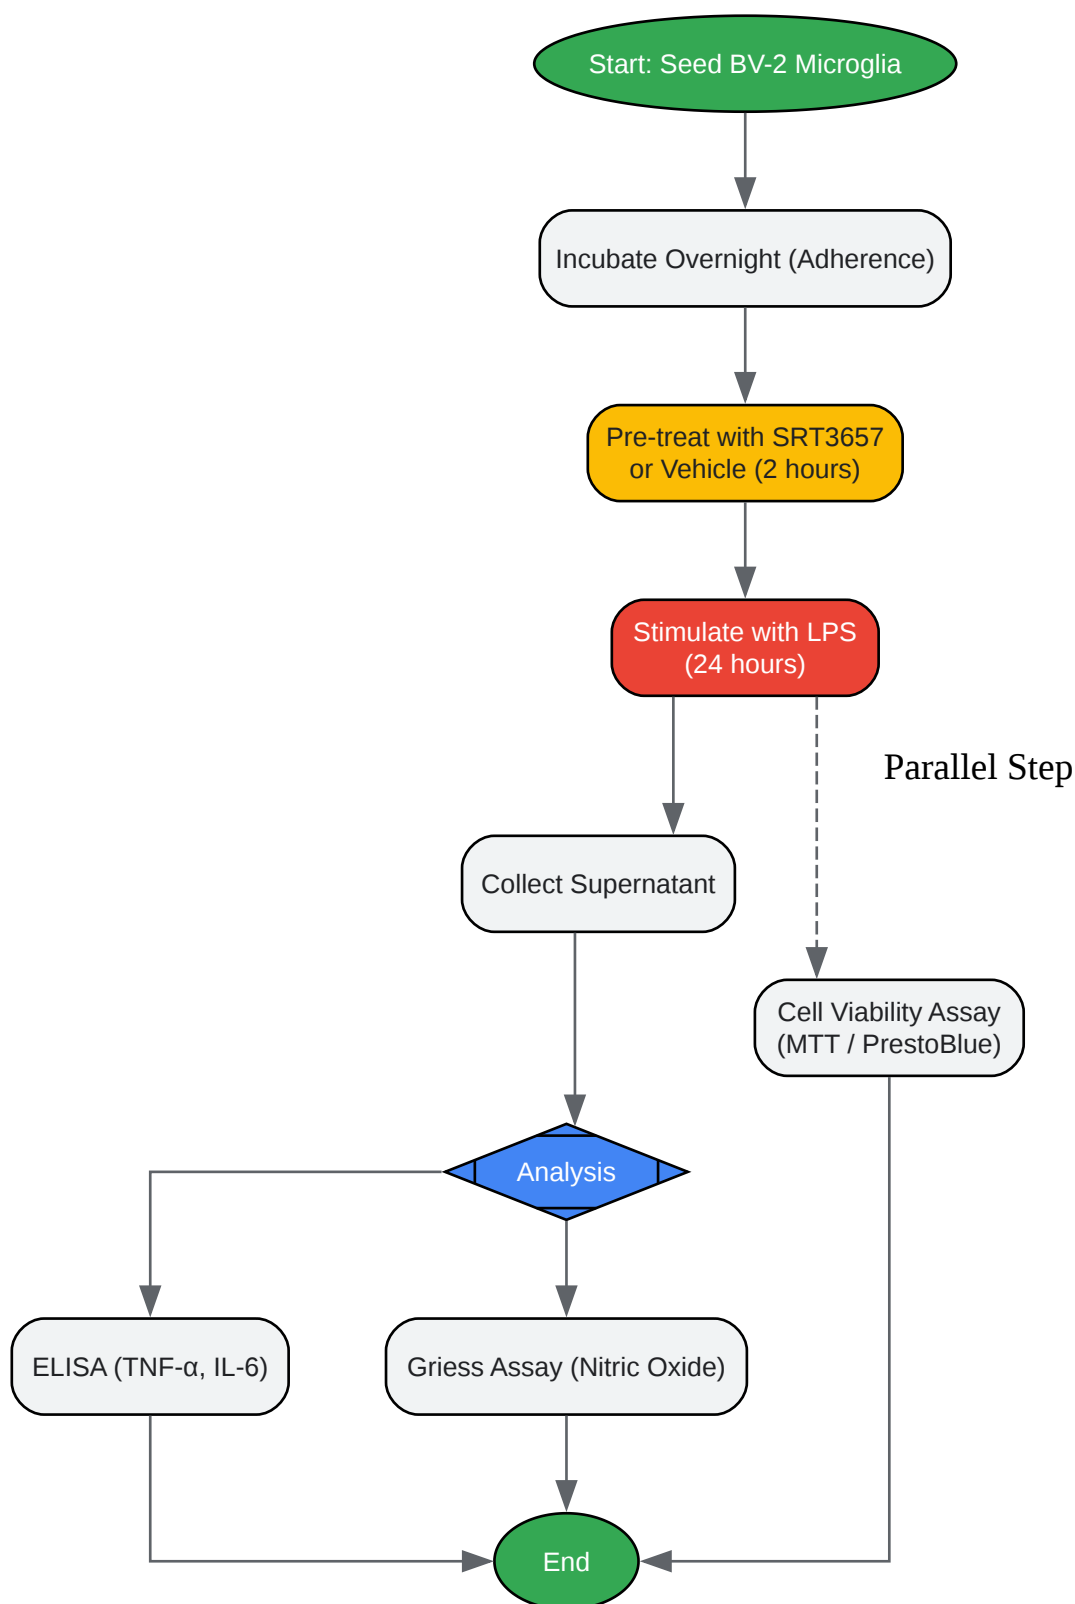 Start: Seed BV-2 Microglia
Incubate Overnight (Adherence)
Pre-treat with SRT3657
or Vehicle (2 hours)
Stimulate with LPS
(24 hours)
Parallel Step
Collect Supernatant
Cell Viability Assay
(MTT / PrestoBlue)
Analysis
ELISA (TNF-α, IL-6)
Griess Assay (Nitric Oxide)
End